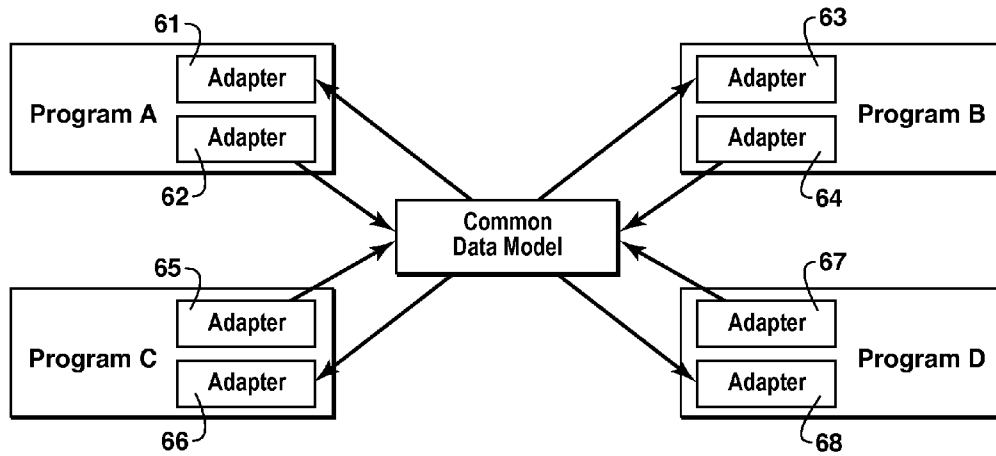 61
63
Adapter
Program A
Adapter
62
Adapter
Program B
Adapter
64
Common
Data Model
65
67
Adapter
Program C
Adapter
66
Adapter
Program D
Adapter
68